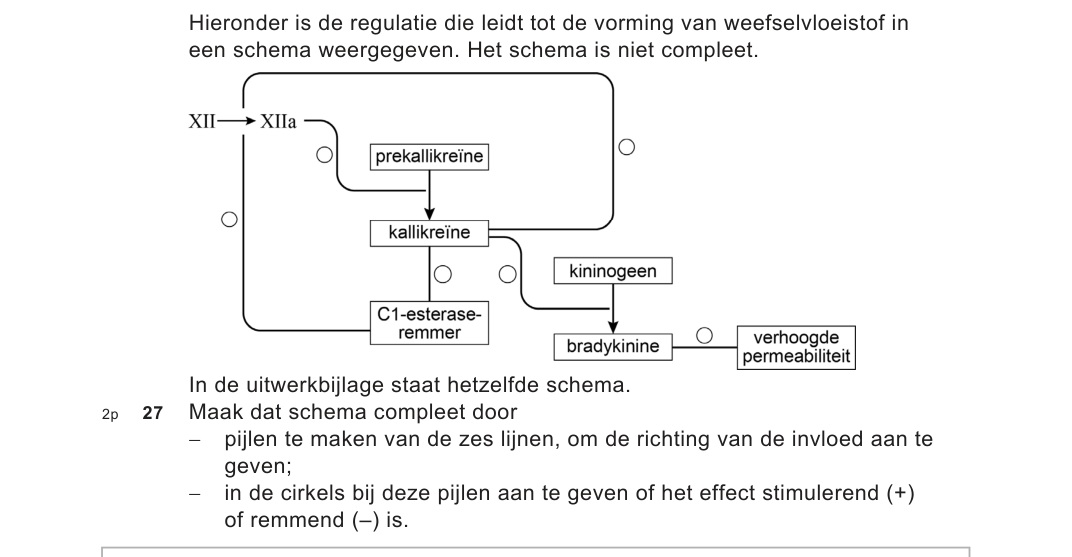 Hieronder is de regulatie die leidt tot de vorming van weefselvloeistof in
een schema weergegeven. Het schema is niet compleet.
XII XIIa
prekallikreïne
kallikreïne
kininogeen
C1-esterase-
remmer
bradykinine
verhoogde
permeabiliteit
In de uitwerkbijlage staat hetzelfde schema.
2p 27 Maak dat schema compleet door
– pijlen te maken van de zes lijnen, om de richting van de invloed aan te
geven;
– in de cirkels bij deze pijlen aan te geven of het effect stimulerend (+)
of remmend (–) is.